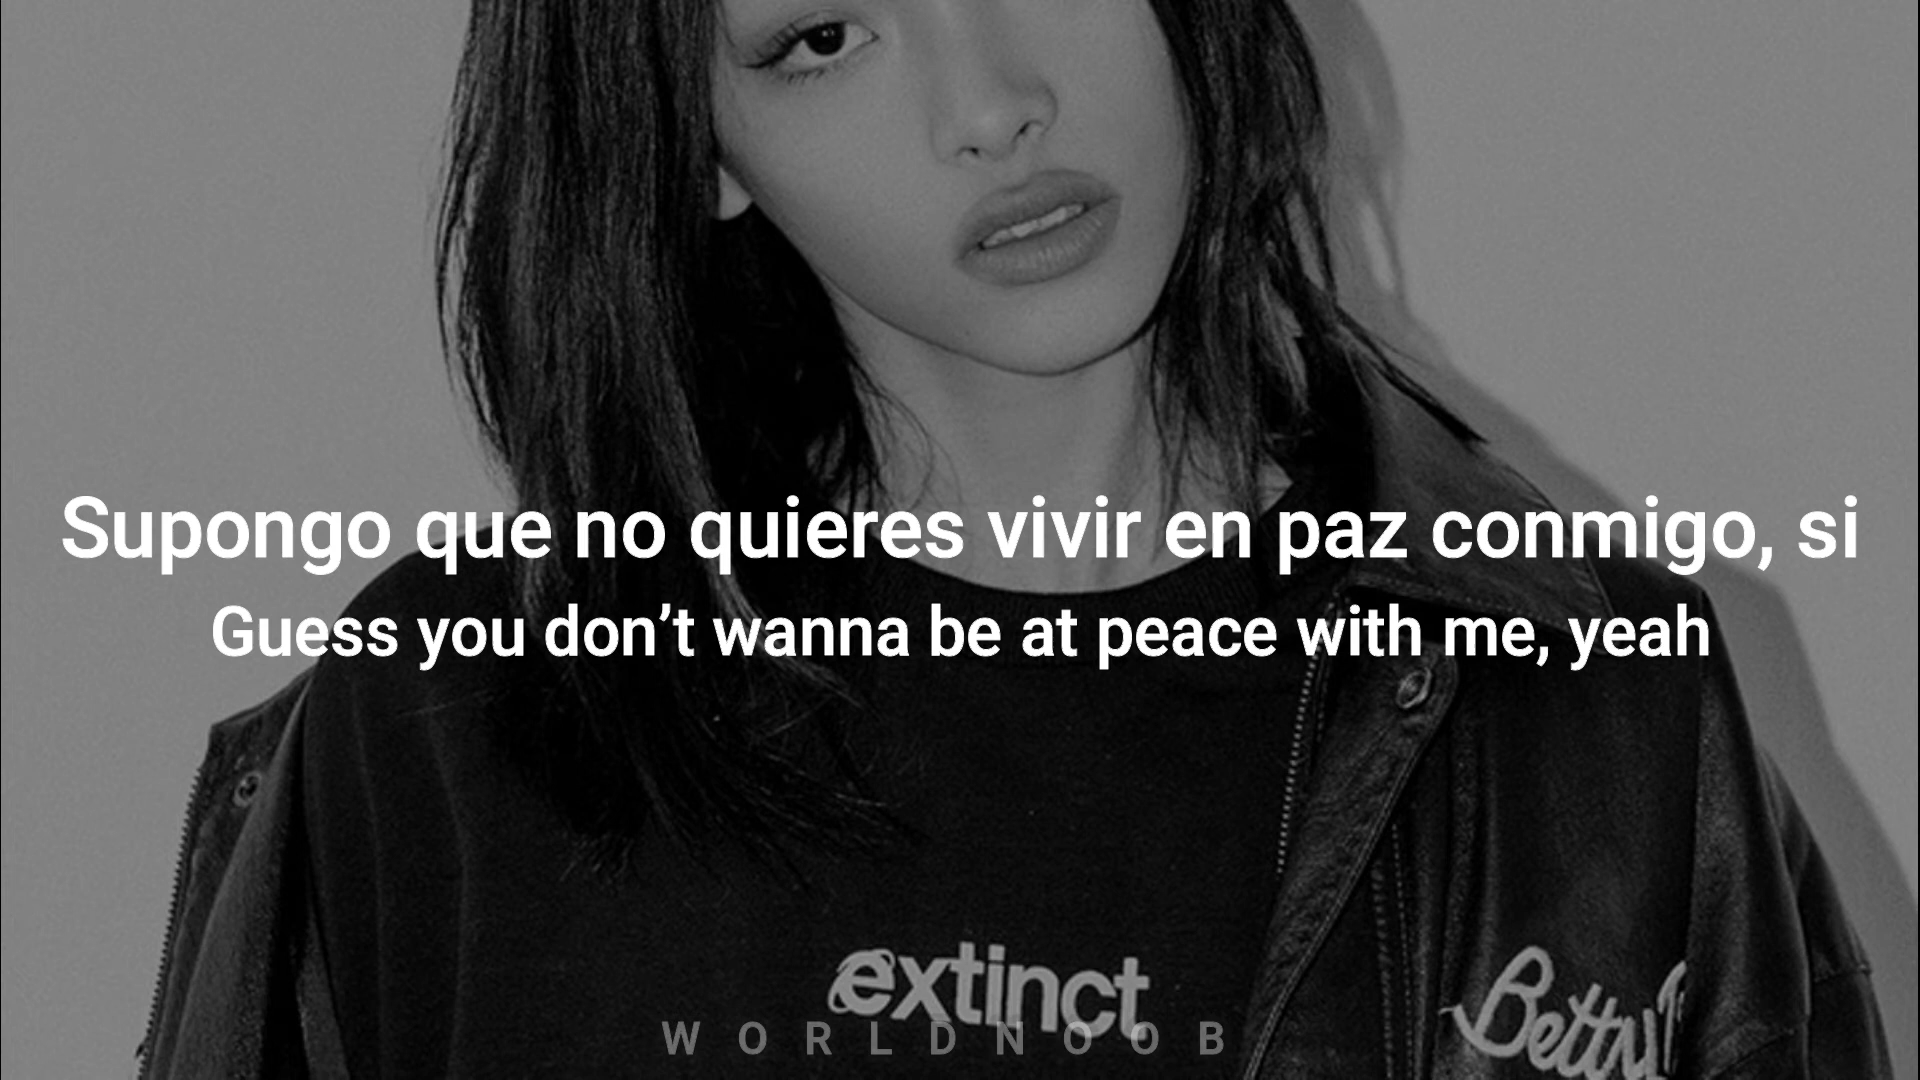 Supongo que no quieres vivir en paz conmigo, si
Guess you don’t wanna be at peace with me, yeah
extinct
Betty
WORLDNOOB